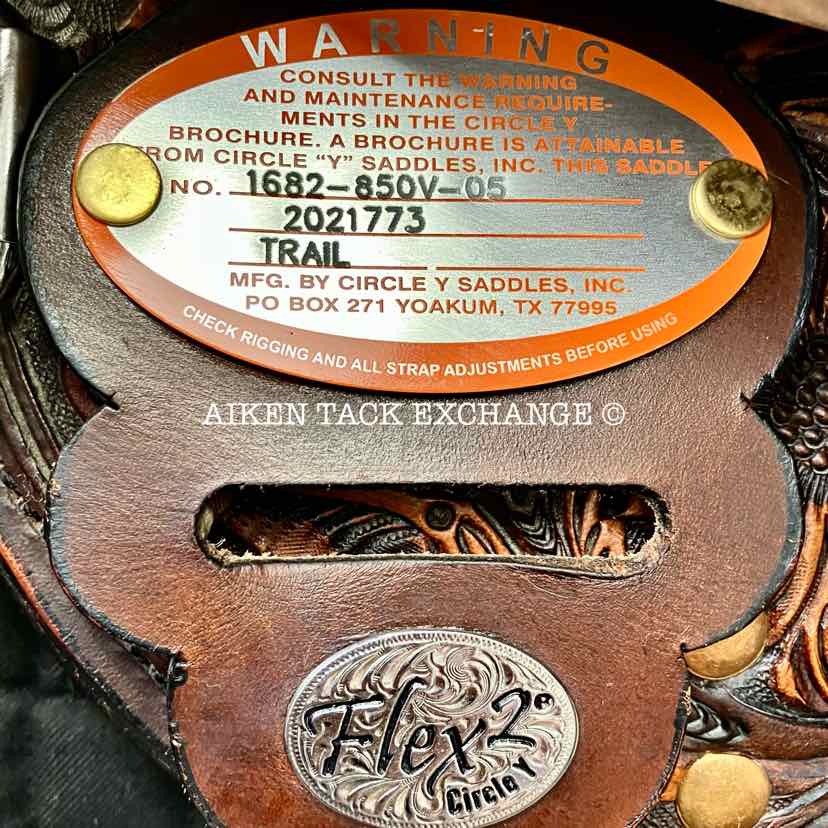 WARNING
CONSULT THE WARNING
AND MAINTENANCE REQUIRE-
MENTS IN THE CIRCLE Y
BROCHURE. A BROCHURE IS ATTAINABLE
FROM CIRCLE "Y" SADDLES, INC. THIS SADDLE
NO. 1682-850V-05
2021773
TRAIL
MFG. BY CIRCLE Y SADDLES, INC.
PO BOX 271 YOAKUM, TX 77995
CHECK RIGGING AND ALL STRAP ADJUSTMENTS BEFORE USING
AIKEN TACK EXCHANGE ©
Flex2®
Circle Y